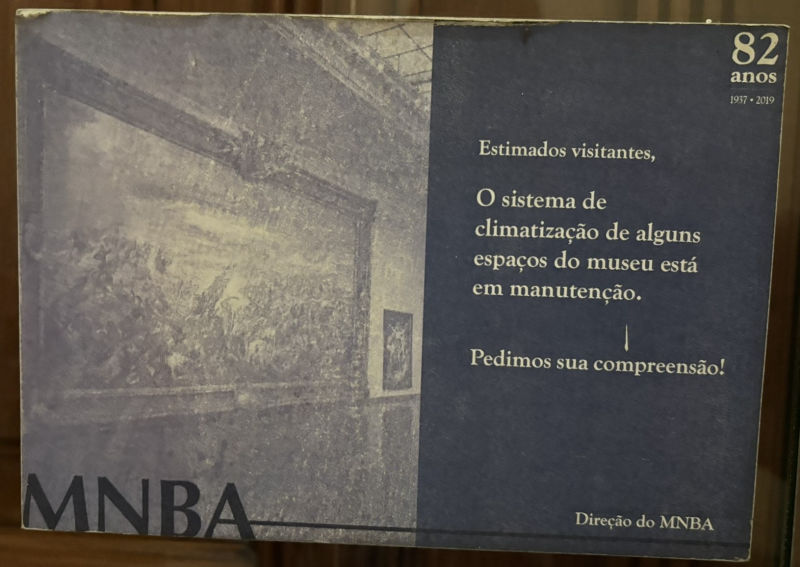 82
anos
1937 • 2019
Estimados visitantes,
O sistema de
climatização de alguns
espaços do museu está
em manutenção.
Pedimos sua compreensão!
Direção do MNBA
MNBA